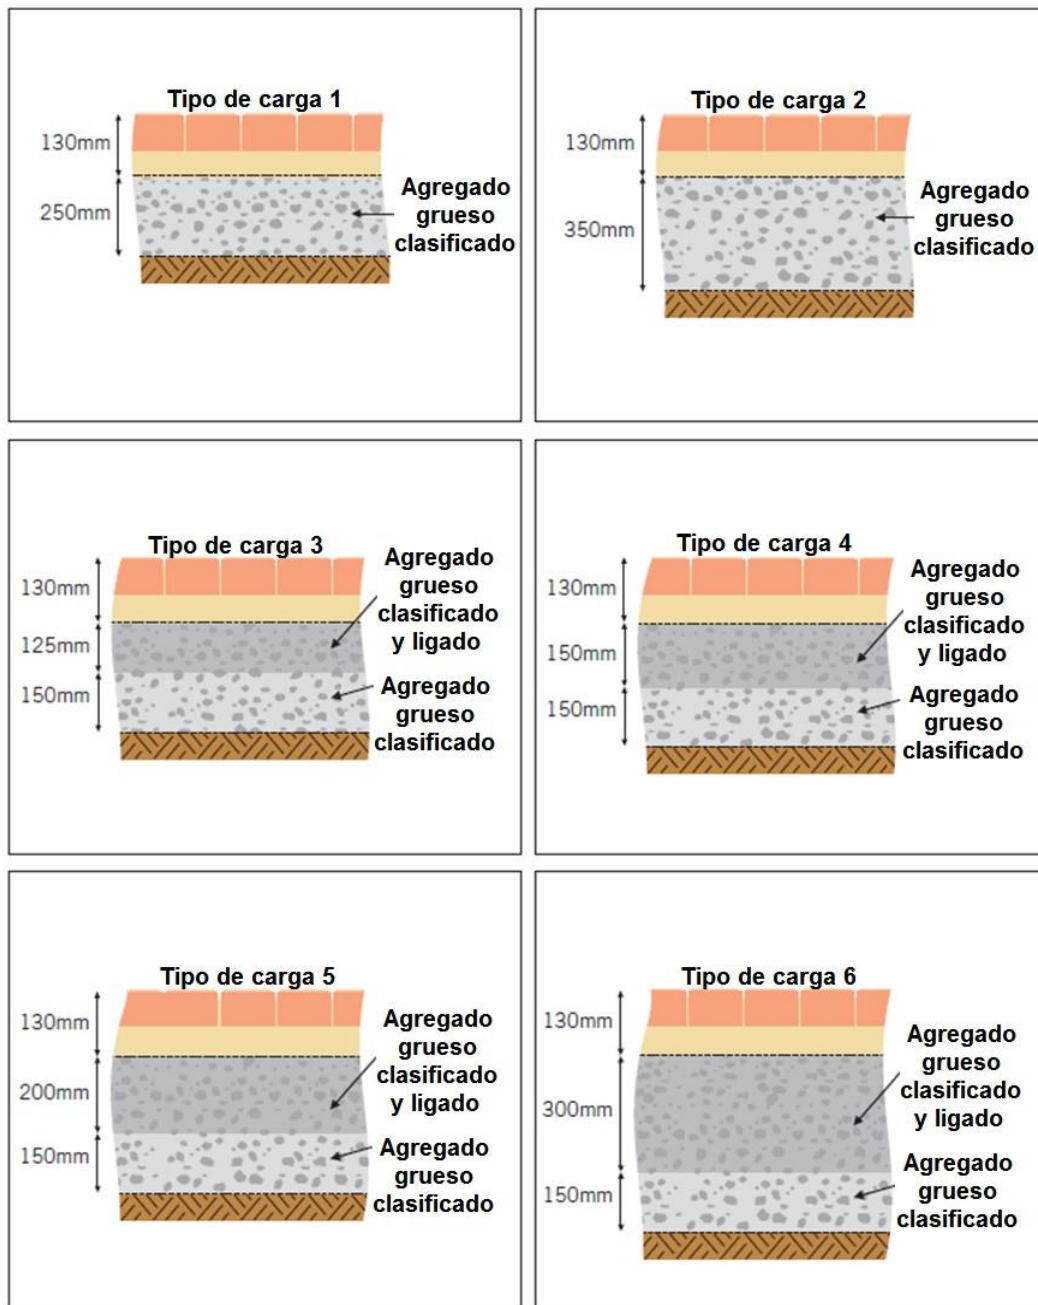 Tipo de carga 1
130mm
250mm
Agregado
grueso
clasificado
Tipo de carga 2
130mm
350mm
Agregado
grueso
clasificado
Tipo de carga 3
130mm
125mm
150mm
Agregado
grueso
clasificado
y ligado
Agregado
grueso
clasificado
Tipo de carga 4
130mm
150mm
150mm
Agregado
grueso
clasificado
y ligado
Agregado
grueso
clasificado
Tipo de carga 5
130mm
200mm
150mm
Agregado
grueso
clasificado
y ligado
Agregado
grueso
clasificado
Tipo de carga 6
130mm
300mm
150mm
Agregado
grueso
clasificado
y ligado
Agregado
grueso
clasificado